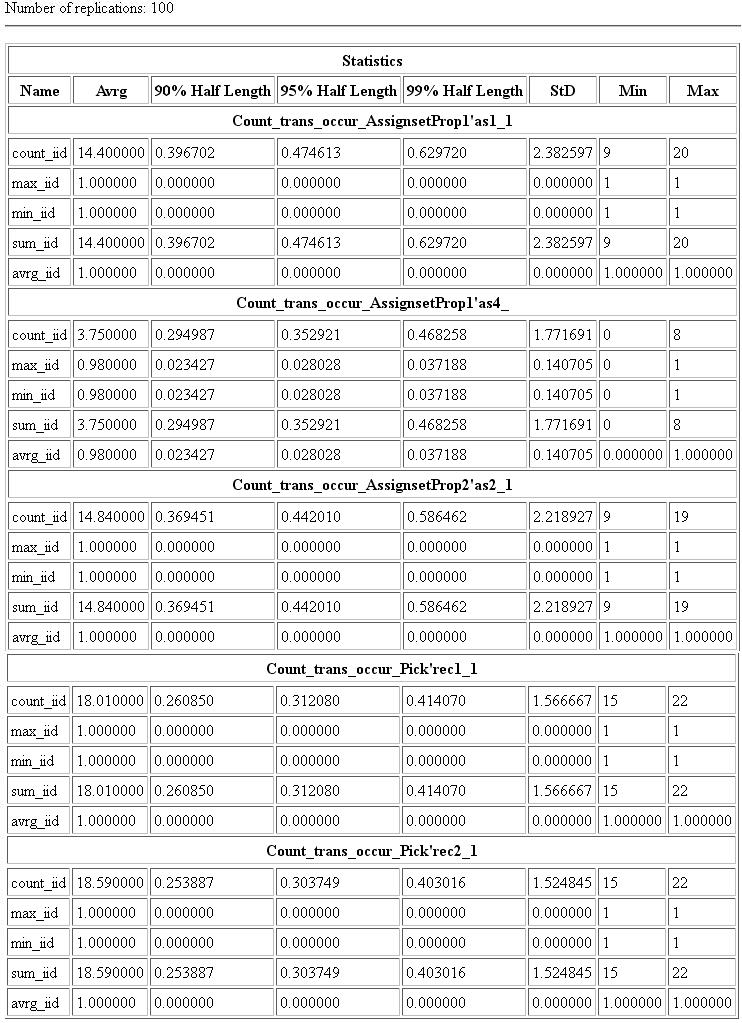 Number of replications: 100
Statistics
Name Avrg 90% Half Length 95% Half Length 99% Half Length StD Min Max
Count_trans_occur_AssignsetProp1'as1_1
count_iid 14.400000 0.396702 0.474613 0.629720 2.382597 9 20
max_iid 1.000000 0.000000 0.000000 0.000000 0.000000 1 1
min_iid 1.000000 0.000000 0.000000 0.000000 0.000000 1 1
sum_iid 14.400000 0.396702 0.474613 0.629720 2.382597 9 20
avrg_iid 1.000000 0.000000 0.000000 0.000000 0.000000 1.000000 1.000000
Count_trans_occur_AssignsetProp1'as4_
count_iid 3.750000 0.294987 0.352921 0.468258 1.771691 0 8
max_iid 0.980000 0.023427 0.028028 0.037188 0.140705 0 1
min_iid 0.980000 0.023427 0.028028 0.037188 0.140705 0 1
sum_iid 3.750000 0.294987 0.352921 0.468258 1.771691 0 8
avrg_iid 0.980000 0.023427 0.028028 0.037188 0.140705 0.000000 1.000000
Count_trans_occur_AssignsetProp2'as2_1
count_iid 14.840000 0.369451 0.442010 0.586462 2.218927 9 19
max_iid 1.000000 0.000000 0.000000 0.000000 0.000000 1 1
min_iid 1.000000 0.000000 0.000000 0.000000 0.000000 1 1
sum_iid 14.840000 0.369451 0.442010 0.586462 2.218927 9 19
avrg_iid 1.000000 0.000000 0.000000 0.000000 0.000000 1.000000 1.000000
Count_trans_occur_Pick'rec1_1
count_iid 18.010000 0.260850 0.312080 0.414070 1.566667 15 22
max_iid 1.000000 0.000000 0.000000 0.000000 0.000000 1 1
min_iid 1.000000 0.000000 0.000000 0.000000 0.000000 1 1
sum_iid 18.010000 0.260850 0.312080 0.414070 1.566667 15 22
avrg_iid 1.000000 0.000000 0.000000 0.000000 0.000000 1.000000 1.000000
Count_trans_occur_Pick'rec2_1
count_iid 18.590000 0.253887 0.303749 0.403016 1.524845 15 22
max_iid 1.000000 0.000000 0.000000 0.000000 0.000000 1 1
min_iid 1.000000 0.000000 0.000000 0.000000 0.000000 1 1
sum_iid 18.590000 0.253887 0.303749 0.403016 1.524845 15 22
avrg_iid 1.000000 0.000000 0.000000 0.000000 0.000000 1.000000 1.000000